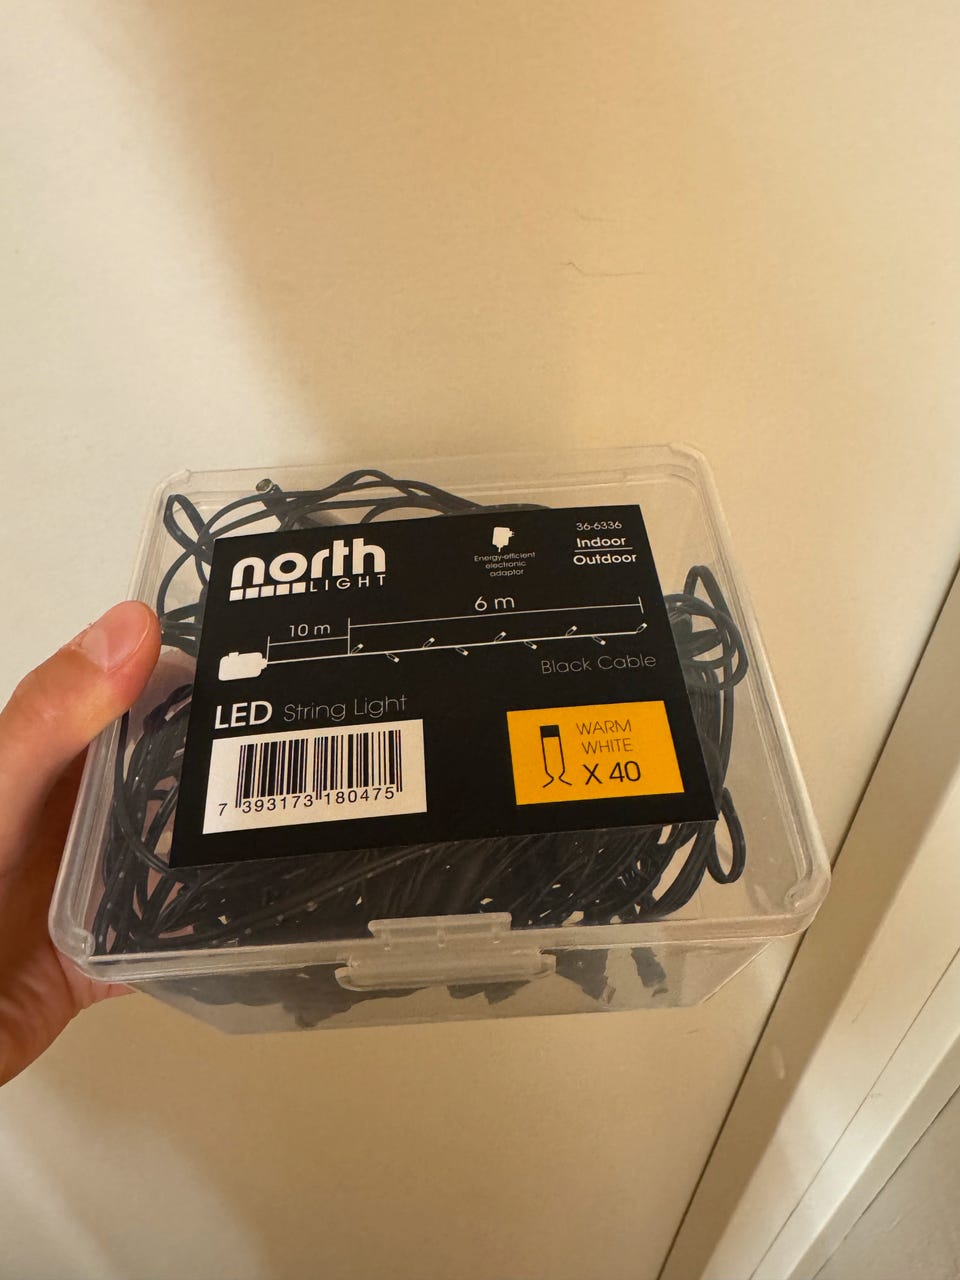 north
LIGHT
Energy-efficient
electronic
adaptor
36-6336
Indoor
Outdoor
10 m
6 m
Black Cable
LED String Light
7 393173 180475
WARM
WHITE
X 40